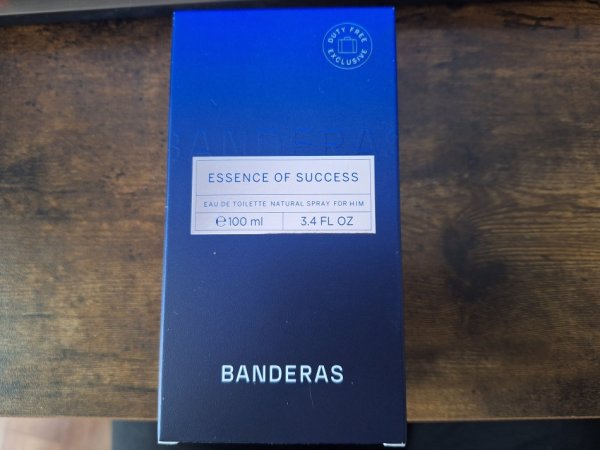 DUTY FREE
EXCLUSIVE
BANDERAS
ESSENCE OF SUCCESS
EAU DE TOILETTE NATURAL SPRAY FOR HIM
℮100 ml 3.4 FL OZ
BANDERAS